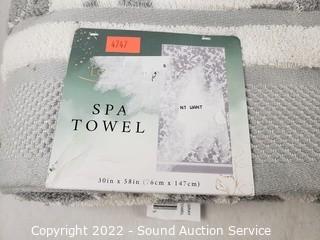 4747
SPA
TOWEL
NT WANT
30in x 58in (76cm x 147cm)
Copyright 2022 - Sound Auction Service